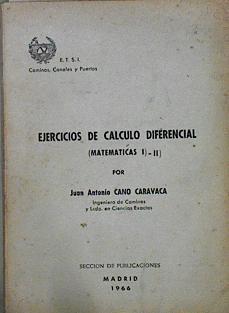 E. T. S. I.
Caminos, Canales y Puertos
EJERCICIOS DE CALCULO DIFERENCIAL
(MATEMATICAS I) - II)
POR
Juan Antonio CANO CARAVACA
Ingeniero de Caminos
y Ldo. en Ciencias Exactas
SECCION DE PUBLICACIONES
MADRID
1966